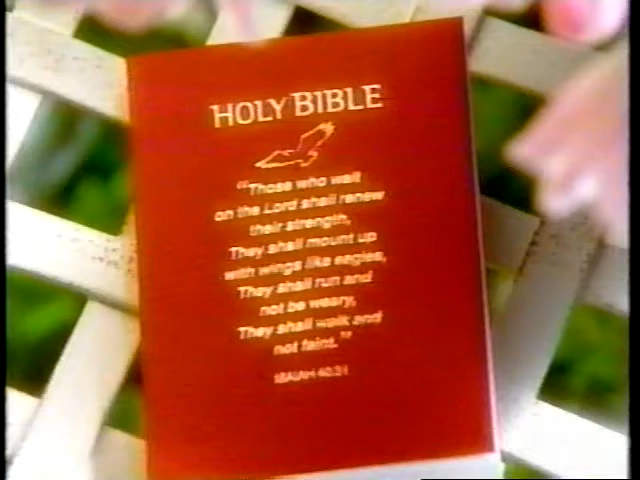 HOLY BIBLE
“Those who wait
on the Lord shall renew
their strength,
They shall mount up
with wings like eagles,
They shall run and
not be weary,
They shall walk and
not faint.”
ISAIAH 40:31